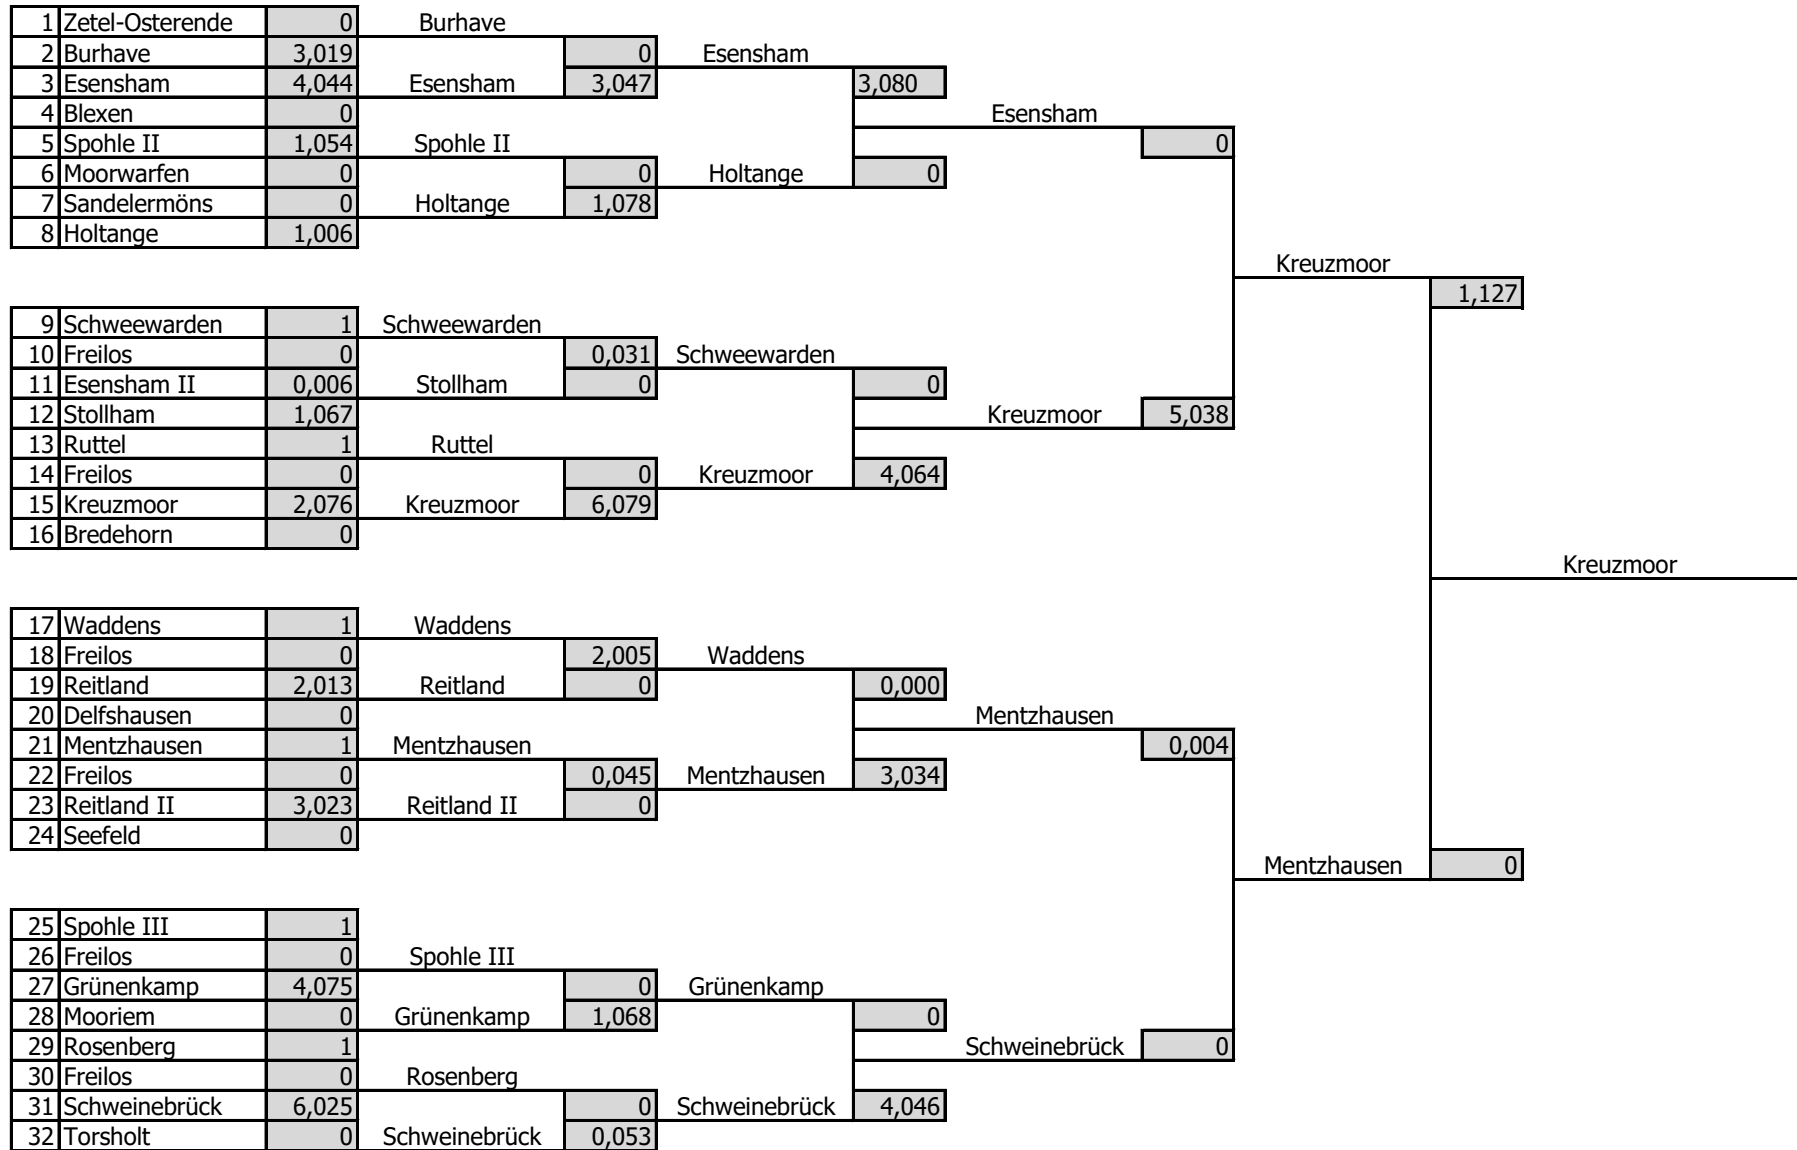 1 Zetel-Osterende 0 Burhave
2 Burhave 3,019 0 Esensham
3 Esensham 4,044 Esensham 3,047 3,080
4 Blexen 0 Esensham
5 Spohle II 1,054 Spohle II 0
6 Moorwarfen 0 0 Holtange 0
7 Sandelermöns 0 Holtange 1,078
8 Holtange 1,006
Kreuzmoor
1,127
9 Schweewarden 1 Schweewarden
10 Freilos 0 0,031 Schweewarden
11 Esensham II 0,006 Stollham 0 0
12 Stollham 1,067 Kreuzmoor 5,038
13 Ruttel 1 Ruttel
14 Freilos 0 0 Kreuzmoor 4,064
15 Kreuzmoor 2,076 Kreuzmoor 6,079
16 Bredehorn 0
Kreuzmoor
17 Waddens 1 Waddens
18 Freilos 0 2,005 Waddens
19 Reitland 2,013 Reitland 0 0,000
20 Delfshausen 0 Mentzhausen
21 Mentzhausen 1 Mentzhausen 0,004
22 Freilos 0 0,045 Mentzhausen 3,034
23 Reitland II 3,023 Reitland II 0
24 Seefeld 0
Mentzhausen 0
25 Spohle III 1
26 Freilos 0 Spohle III
27 Grünenkamp 4,075 0 Grünenkamp
28 Mooriem 0 Grünenkamp 1,068 0
29 Rosenberg 1 Schweinebrück 0
30 Freilos 0 Rosenberg
31 Schweinebrück 6,025 0 Schweinebrück 4,046
32 Torsholt 0 Schweinebrück 0,053